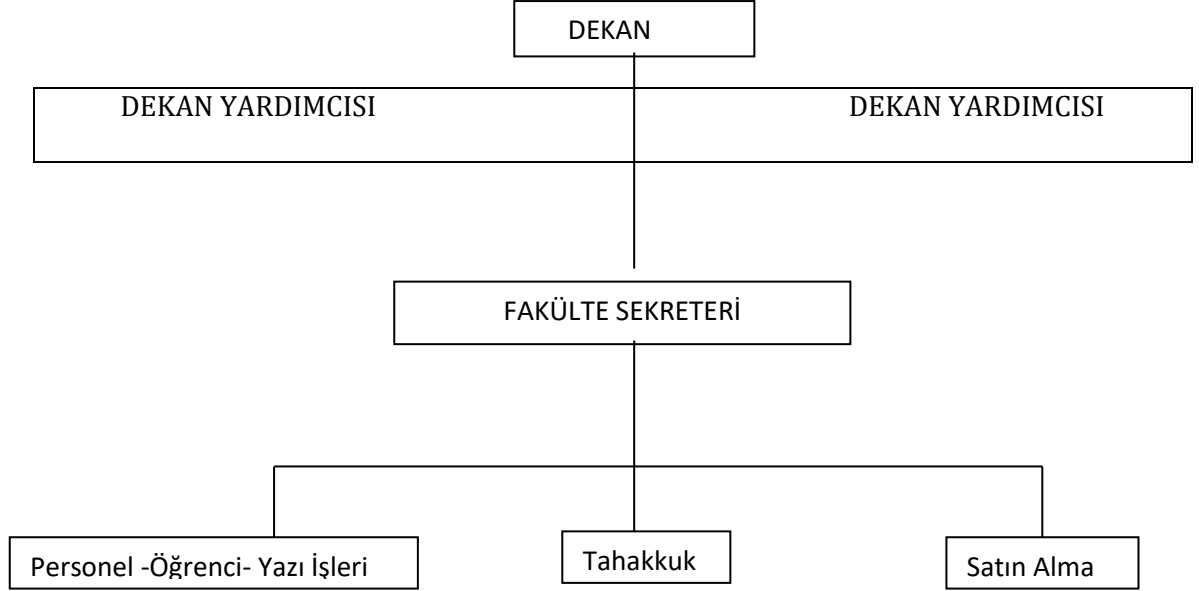 DEKAN
DEKAN YARDIMCISI DEKAN YARDIMCISI
FAKÜLTE SEKRETERİ
Personel -Öğrenci- Yazı İşleri Tahakkuk Satın Alma